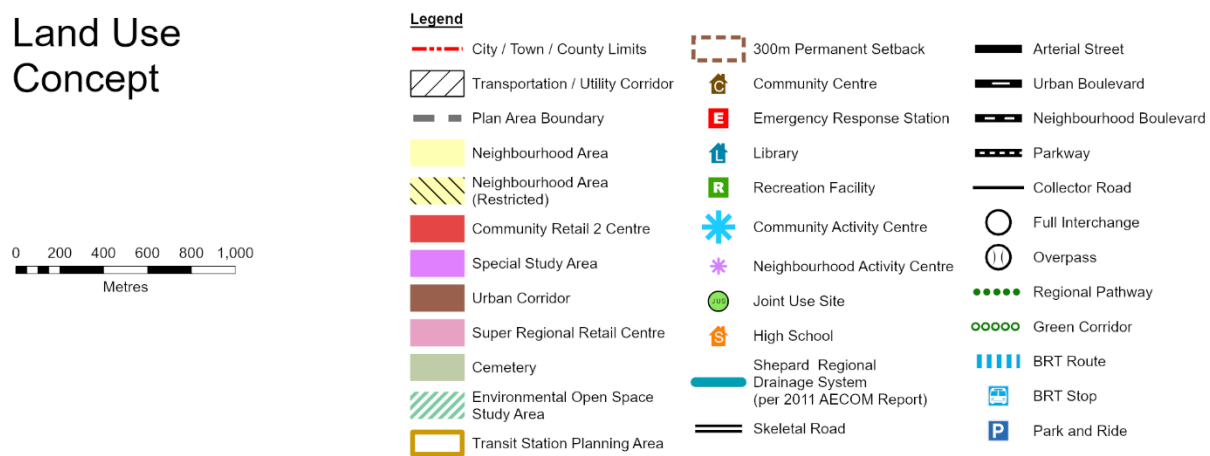 Land Use
Concept
0 200 400 600 800 1,000
Metres
Legend
City / Town / County Limits
Transportation / Utility Corridor
Plan Area Boundary
Neighbourhood Area
Neighbourhood Area
(Restricted)
Community Retail 2 Centre
Special Study Area
Urban Corridor
Super Regional Retail Centre
Cemetery
Environmental Open Space
Study Area
Transit Station Planning Area
300m Permanent Setback
C
Community Centre
E
Emergency Response Station
L
Library
R
Recreation Facility
Community Activity Centre
Neighbourhood Activity Centre
JUS
Joint Use Site
S
High School
Shepard Regional
Drainage System
(per 2011 AECOM Report)
Skeletal Road
Arterial Street
Urban Boulevard
Neighbourhood Boulevard
Parkway
Collector Road
Full Interchange
Overpass
Regional Pathway
Green Corridor
BRT Route
BRT Stop
P
Park and Ride